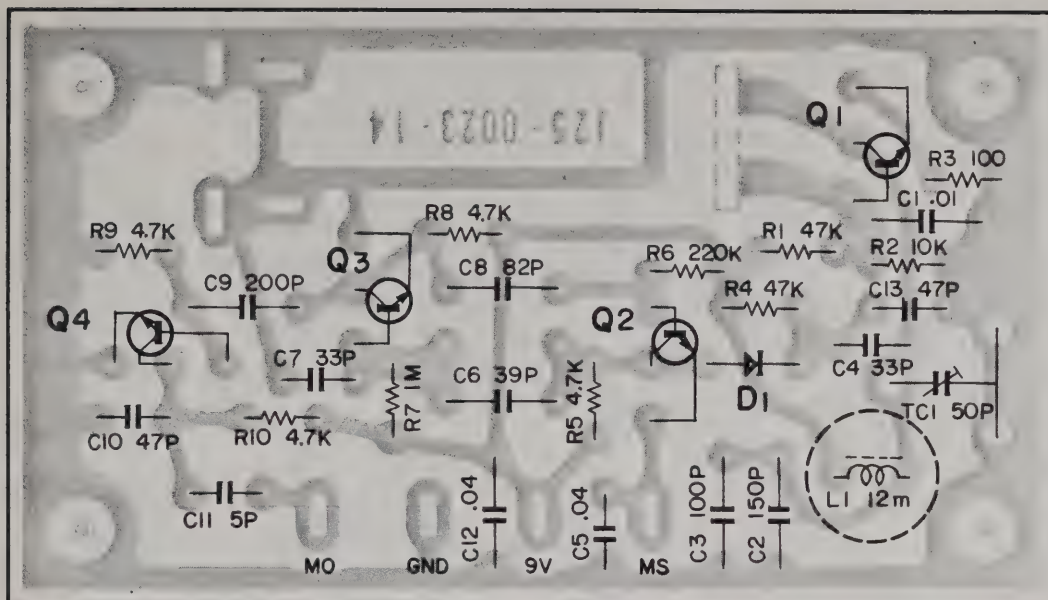 J25-0023-14
Q1
R3 100
C1 .01
R9 4.7K
R8 4.7K
R1 47K
R2 10K
Q3
R6 220K
C9 200P
C8 82P
R4 47K
C13 47P
Q4
Q2
C7 33P
R7 1M
C6 39P
R5 4.7K
D1
C4 33P
TC1 50P
C10 47P
R10 4.7K
L1 12m
C11 5P
C12 .04
C5 .04
C3 100P
C2 150P
MO
GND
9V
MS